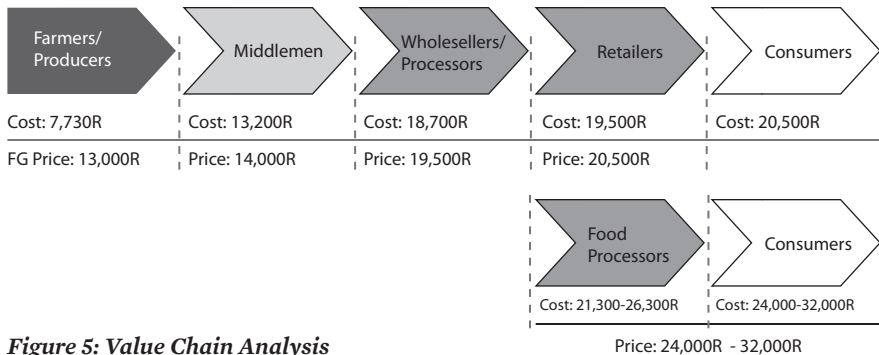 Farmers/
Producers
Middlemen
Wholesellers/
Processors
Retailers
Consumers
Cost: 7,730R
Cost: 13,200R
Cost: 18,700R
Cost: 19,500R
Cost: 20,500R
FG Price: 13,000R
Price: 14,000R
Price: 19,500R
Price: 20,500R
Food
Processors
Consumers
Cost: 21,300-26,300R
Cost: 24,000-32,000R
Price: 24,000R - 32,000R
Figure 5: Value Chain Analysis